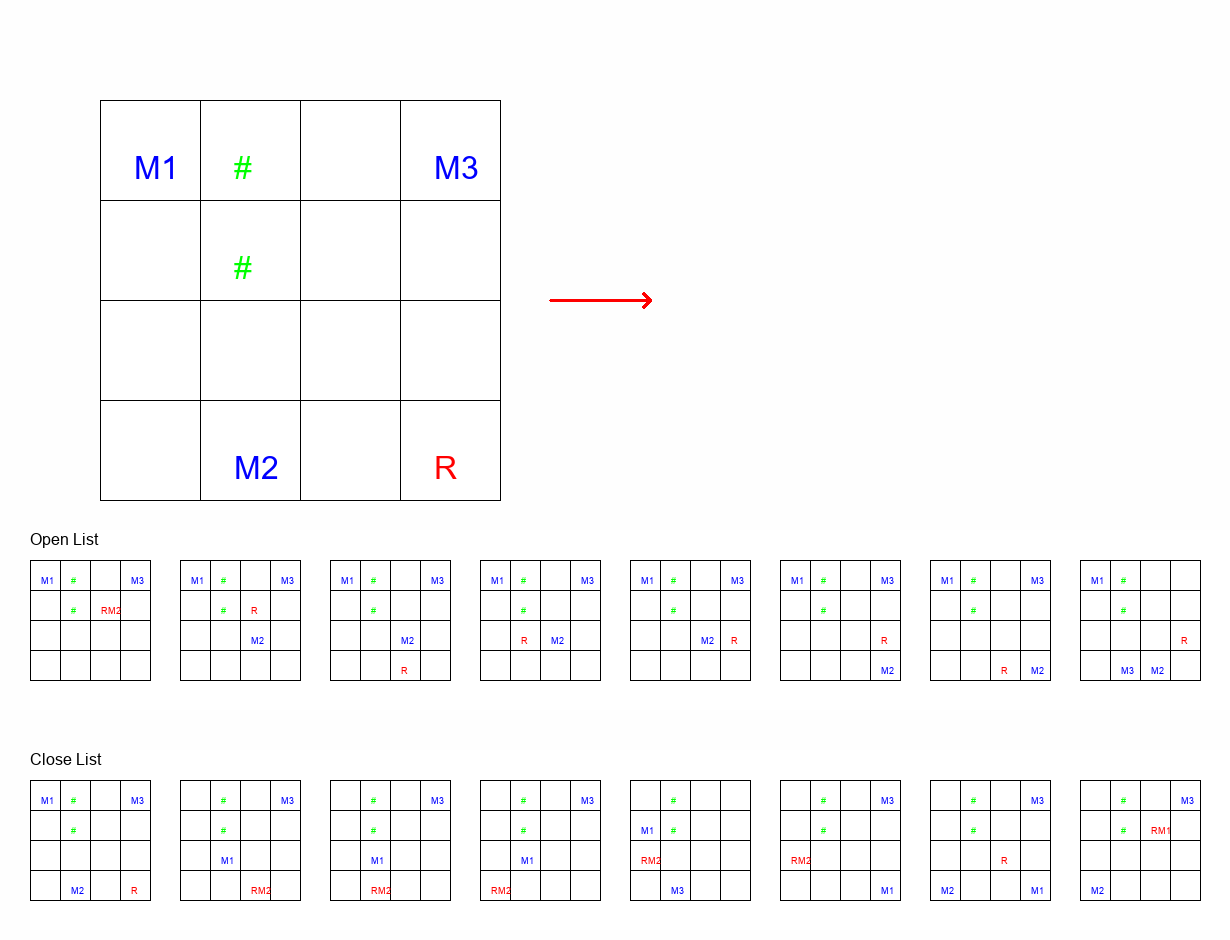 M1 # M3
#
M2 R
Open List
M1 # M3 M1 # M3 M1 # M3 M1 # M3 M1 # M3 M1 # M3 M1 # M3 M1 #
# RM2 # R # # # # # #
M2 M2 R M2 M2 R R R
R M2 R M2 M3 M2
Close List
M1 # M3 # M3 # M3 # M3 # # M3 # M3 # M3
# # # # M1 # # # # RM1
M1 M1 M1 RM2 RM2 R
M2 R RM2 RM2 RM2 M3 M1 M2 M1 M2